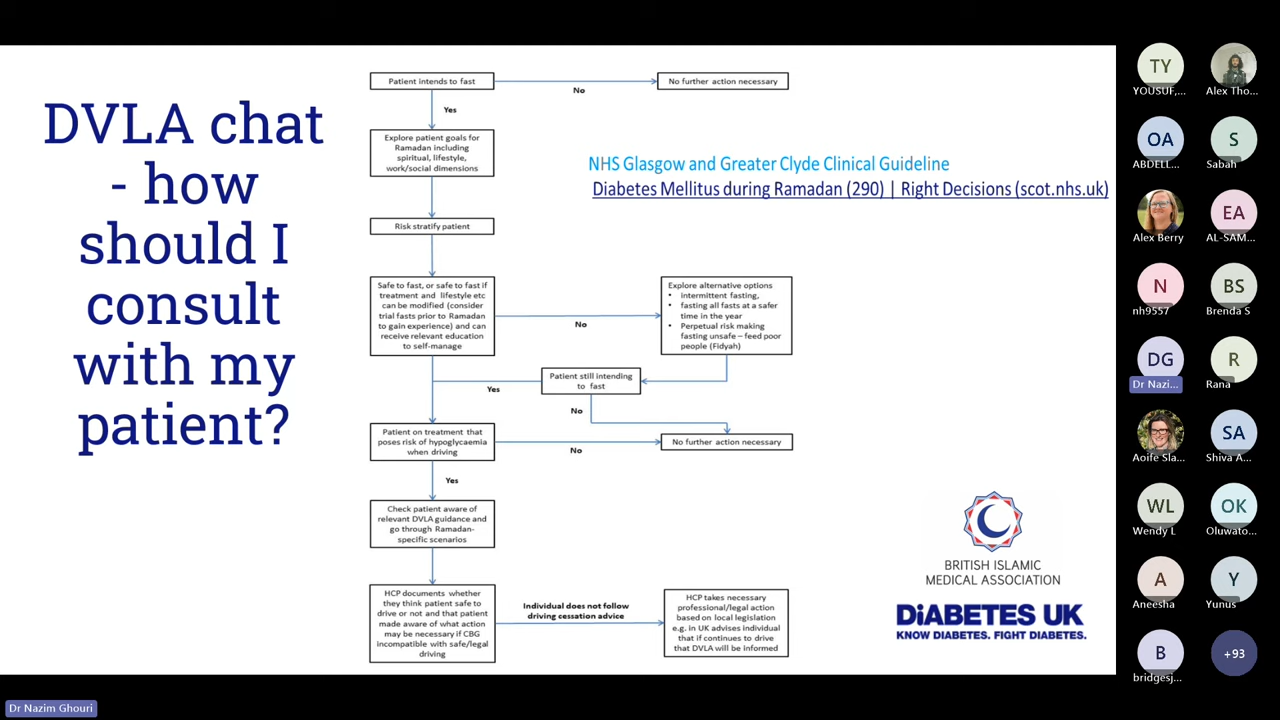 DVLA chat
- how
should I
consult
with my
patient?
Patient intends to fast
No
No further action necessary
Yes
Explore patient goals for
Ramadan including
spiritual, lifestyle,
work/social dimensions
NHS Glasgow and Greater Clyde Clinical Guideline
Diabetes Mellitus during Ramadan (290) | Right Decisions (scot.nhs.uk)
Risk stratify patient
Safe to fast, or safe to fast if
treatment and lifestyle etc
can be modified (consider
trial fasts prior to Ramadan
to gain experience) and can
receive relevant education
to self-manage
No
Explore alternative options
• intermittent fasting,
• fasting all fasts at a safer
time in the year
• Perpetual risk making
fasting unsafe – feed poor
people (Fidyah)
Patient still intending
to fast
Yes
No
Patient on treatment that
poses risk of hypoglycaemia
when driving
No
No further action necessary
Yes
Check patient aware of
relevant DVLA guidance and
go through Ramadan-
specific scenarios
HCP documents whether
they think patient safe to
drive or not and that patient
made aware of what action
may be necessary if CBG
incompatible with safe/legal
driving
Individual does not follow
driving cessation advice
HCP takes necessary
professional/legal action
based on local legislation
e.g. in UK advises individual
that if continues to drive
that DVLA will be informed
BRITISH ISLAMIC
MEDICAL ASSOCIATION
DiABETES UK
KNOW DIABETES. FIGHT DIABETES.
TY
YOUSUF,...
Alex Tho...
OA
ABDELL...
S
Sabah
Alex Berry
EA
AL-SAM...
N
nh9557
BS
Brenda S
DG
Dr Nazi...
R
Rana
Aoife Sla...
SA
Shiva A...
WL
Wendy L
OK
Oluwato...
A
Aneesha
Y
Yunus
B
bridgesj...
+93
Dr Nazim Ghouri